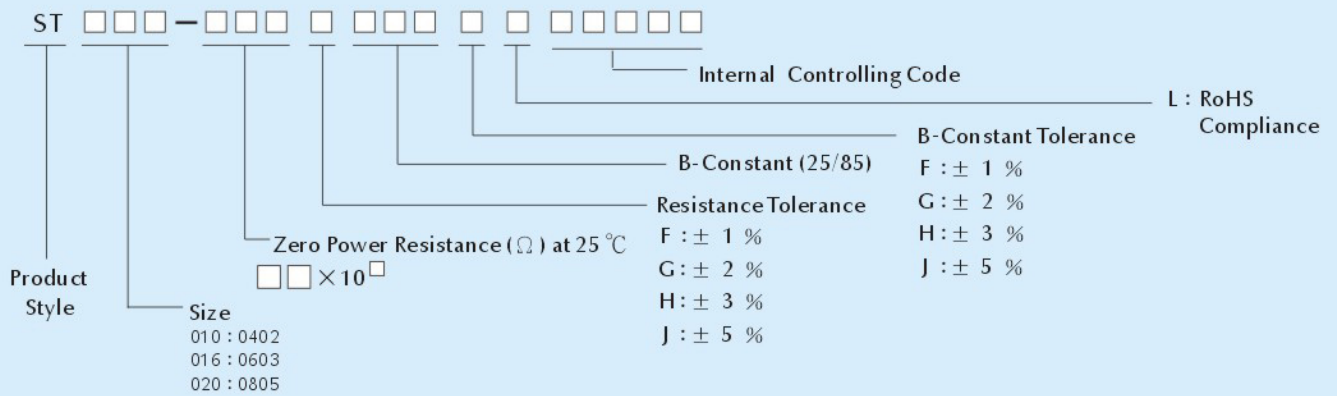 ST □□□-□□□ □ □□□ □ □ □□□□□
Internal Controlling Code
L : RoHS
Compliance
B-Constant Tolerance
F : ± 1 %
G : ± 2 %
H : ± 3 %
J : ± 5 %
B-Constant (25/85)
Resistance Tolerance
F : ± 1 %
G : ± 2 %
H : ± 3 %
J : ± 5 %
Zero Power Resistance (Ω) at 25 ℃
□□×10□
Product
Style
Size
010 : 0402
016 : 0603
020 : 0805